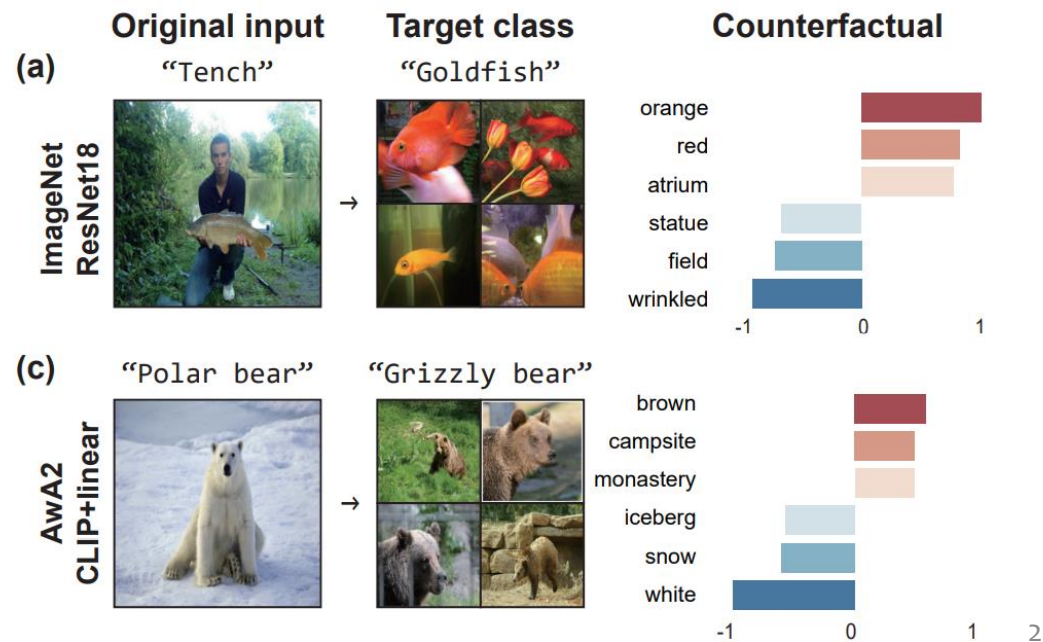 Original input Target class Counterfactual
(a) "Tench" "Goldfish"
ImageNet
ResNet18
→
orange
red
atrium
statue
field
wrinkled
-1 0 1
(c) "Polar bear" "Grizzly bear"
AwA2
CLIP+linear
→
brown
campsite
monastery
iceberg
snow
white
-1 0 1
2